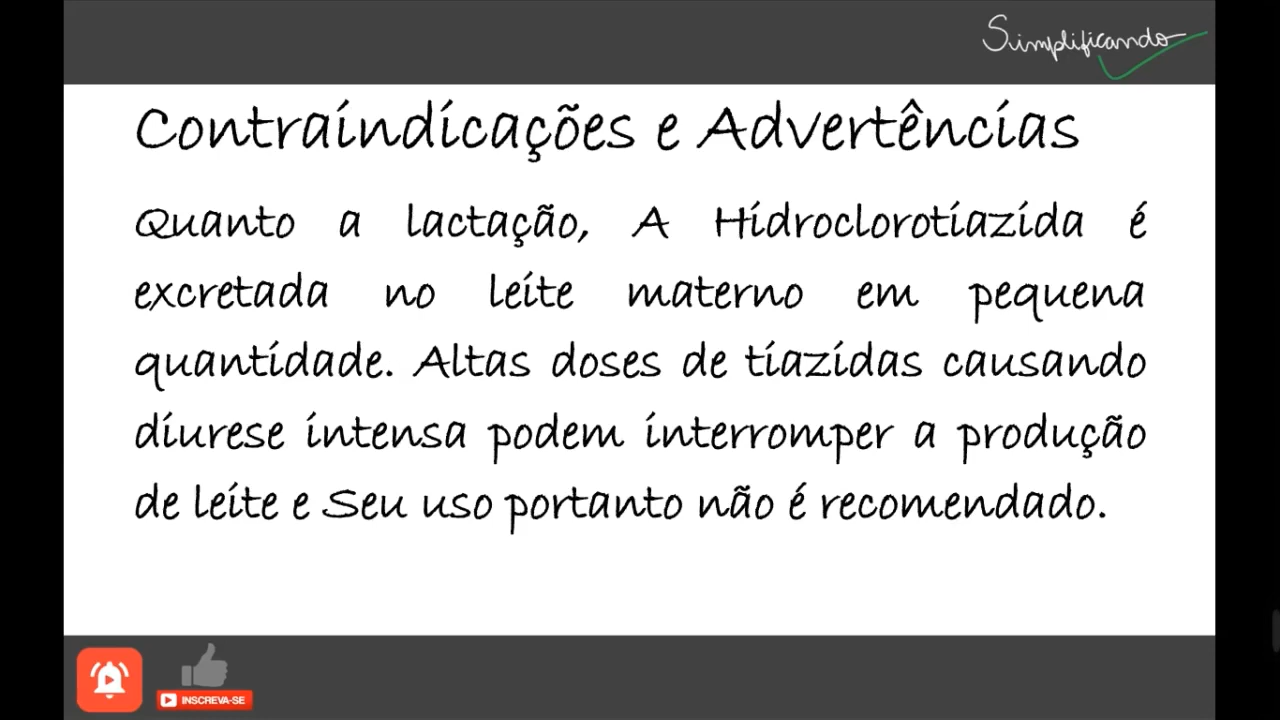 Simplificando
Contraindicações e Advertências
Quanto a lactação, A Hidroclorotiazida é
excretada no leite materno em pequena
quantidade. Altas doses de tiazidas causando
diurese intensa podem interromper a produção
de leite e Seu uso portanto não é recomendado.
INSCREVA-SE